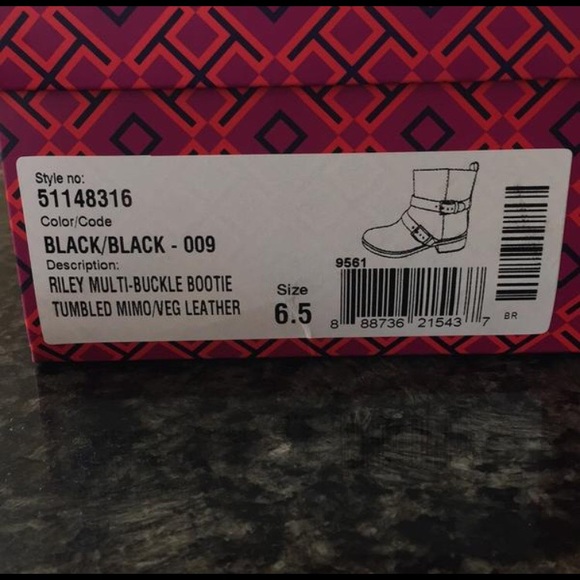 Style no:
51148316
Color/Code
BLACK/BLACK - 009
Description:
RILEY MULTI-BUCKLE BOOTIE
TUMBLED MIMO/VEG LEATHER
Size
6.5
9561
8 88736 21543 7
BR